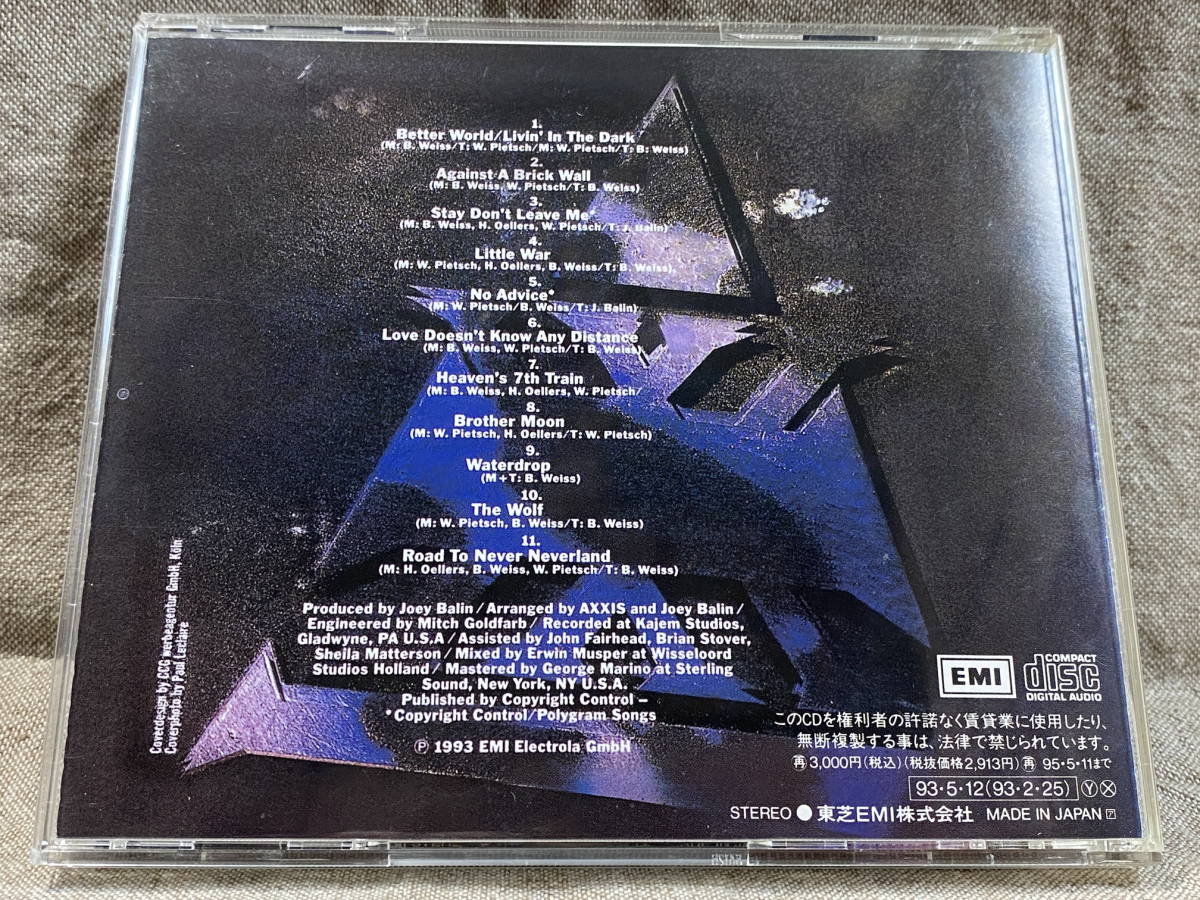 1.
Better World/Livin' In The Dark
(M: B. Weiss/T: W. Pietsch/M: W. Pietsch/T: B: Weiss)
2.
Against A Brick Wall
(M: B. Weiss, W. Pietsch/T: B. Weiss)
3.
Stay Don't Leave Me*
(M: B. Weiss, H. Oellers, W. Pietsch/T: J. Balin)
4.
Little War
(M: W. Pietsch, H. Oellers, B. Weiss/T: B. Weiss)
5.
No Advice*
(M: W. Pietsch/B. Weiss/T: J. Balin)
6.
Love Doesn't Know Any Distance
(M: B. Weiss, W. Pietsch/T: B. Weiss)
7.
Heaven's 7th Train
(M: B. Weiss, H. Oellers, W. Pietsch/
8.
Brother Moon
(M: W. Pietsch, H. Oellers/T: W. Pietsch)
9.
Waterdrop
(M+T: B. Weiss)
10.
The Wolf
(M: W. Pietsch, B. Weiss/T: B. Weiss)
11.
Road To Never Neverland
(M: H. Oellers, B. Weiss, W. Pietsch/T: B. Weiss)
Produced by Joey Balin/Arranged by AXXIS and Joey Balin/
Engineered by Mitch Goldfarb/Recorded at Kajem Studios,
Gladwyne, PA U.S.A/Assisted by John Fairhead, Brian Stover,
Sheila Matterson/Mixed by Erwin Musper at Wisseloord
Studios Holland/Mastered by George Marino at Sterling
Sound, New York, NY U.S.A.
Published by Copyright Control –
*Copyright Control/Polygram Songs
℗ 1993 EMI Electrola GmbH
Coverdesign by CCG werbeagentur GmbH, Köln
Coverphoto by Paul Leclaire
EMI
COMPACT
disc
DIGITAL AUDIO
このCDを権利者の許諾なく賃貸業に使用したり、
無断複製する事は、法律で禁じられています。
再 3,000円(税込)(税抜価格2,913円) 再 95・5・11まで
93・5・12(93・2・25) Y X
STEREO ● 東芝EMI株式会社 MADE IN JAPAN ア